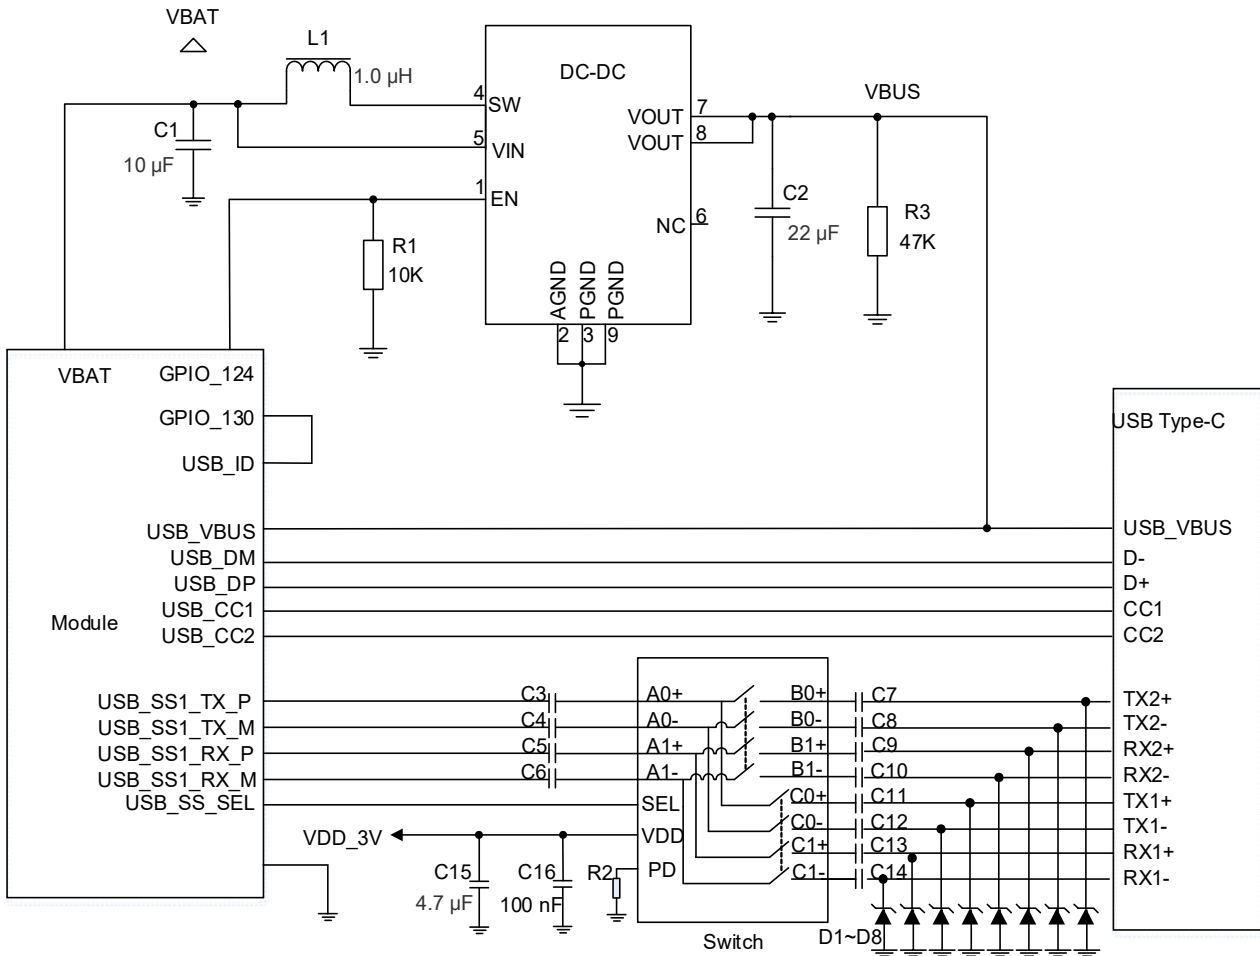 VBAT
L1
1.0 µH
DC-DC
4
SW
C1
10 µF
5
VIN
1
EN
R1
10K
VOUT
7
VOUT
8
VBUS
C2
22 µF
R3
47K
NC
6
AGND
PGND
PGND
2
3
9
VBAT
GPIO_124
GPIO_130
USB_ID
USB_VBUS
USB_DM
USB_DP
USB_CC1
USB_CC2
Module
USB_SS1_TX_P
USB_SS1_TX_M
USB_SS1_RX_P
USB_SS1_RX_M
USB_SS_SEL
C3
C4
C5
C6
VDD_3V
C15
4.7 µF
C16
100 nF
R2
A0+
A0-
A1+
A1-
SEL
VDD
PD
B0+
B0-
B1+
B1-
C0+
C0-
C1+
C1-
Switch
C7
C8
C9
C10
C11
C12
C13
C14
D1~D8
USB Type-C
USB_VBUS
D-
D+
CC1
CC2
TX2+
TX2-
RX2+
RX2-
TX1+
TX1-
RX1+
RX1-